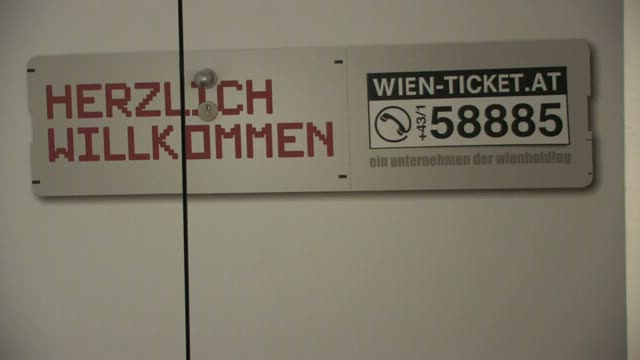 HERZLICH
WILLKOMMEN
WIEN-TICKET.AT
+43/1 58885
ein unternehmen der wienholding